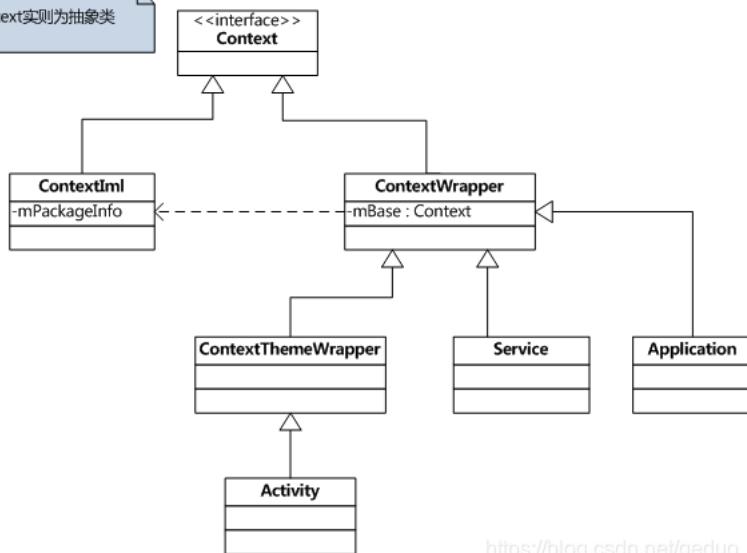 ext实则为抽象类
<<interface>>
Context
ContextIml
-mPackageInfo
ContextWrapper
-mBase : Context
ContextThemeWrapper
Service
Application
Activity
https://blog.csdn.net/geduo